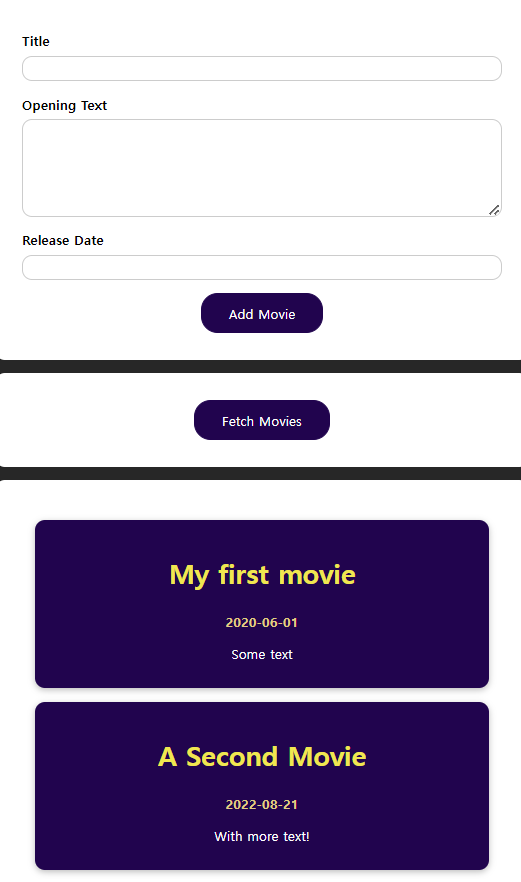 Title
Opening Text
Release Date
Add Movie
Fetch Movies
My first movie
2020-06-01
Some text
A Second Movie
2022-08-21
With more text!